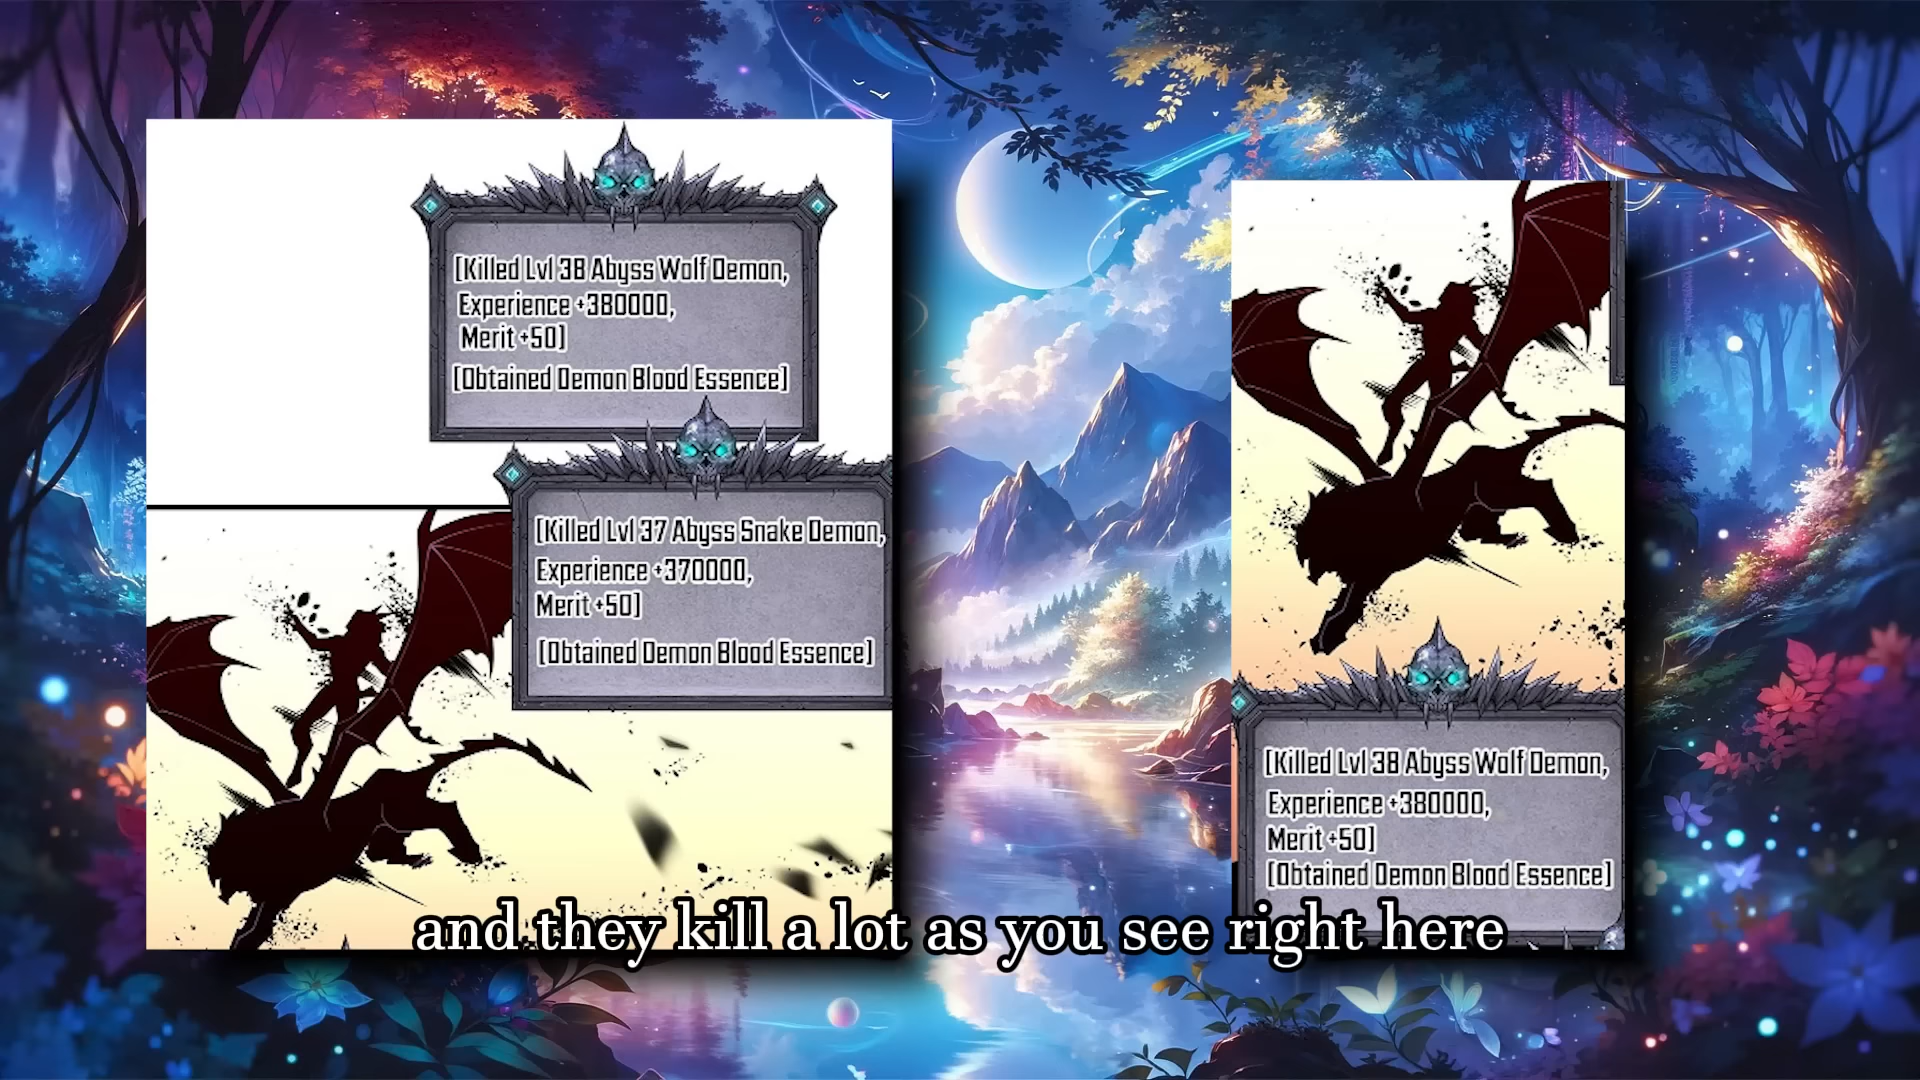 [Killed Lvl 38 Abyss Wolf Demon,
Experience +380000,
Merit +50]
[Obtained Demon Blood Essence]
[Killed Lvl 37 Abyss Snake Demon,
Experience +370000,
Merit +50]
[Obtained Demon Blood Essence]
[Killed Lvl 38 Abyss Wolf Demon,
Experience +380000,
Merit +50]
[Obtained Demon Blood Essence]
and they kill a lot as you see right here